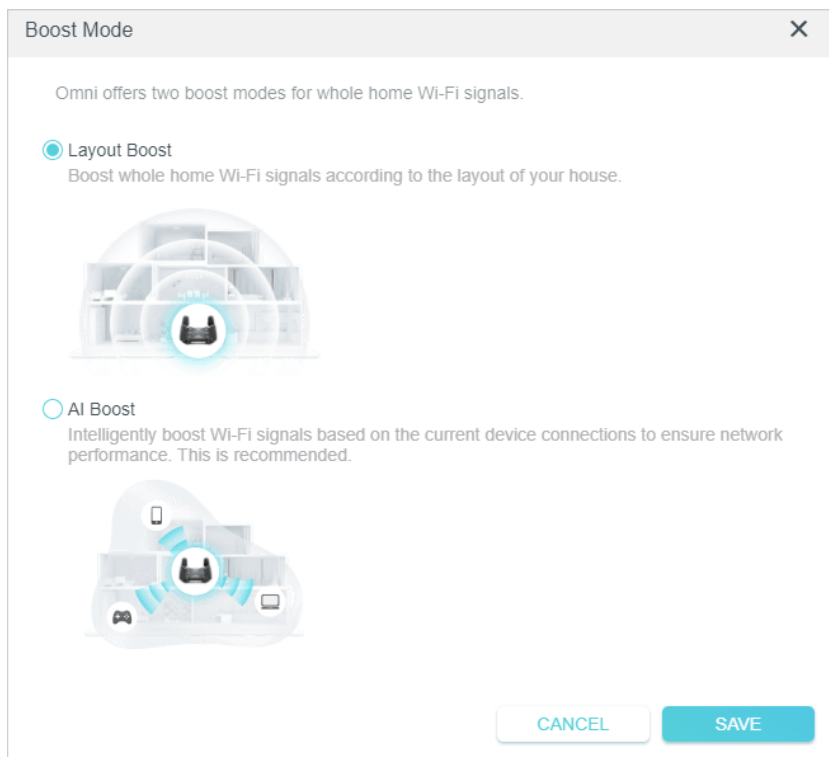 Boost Mode
Omni offers two boost modes for whole home Wi-Fi signals.
Layout Boost
Boost whole home Wi-Fi signals according to the layout of your house.
AI Boost
Intelligently boost Wi-Fi signals based on the current device connections to ensure network
performance. This is recommended.
CANCEL
SAVE